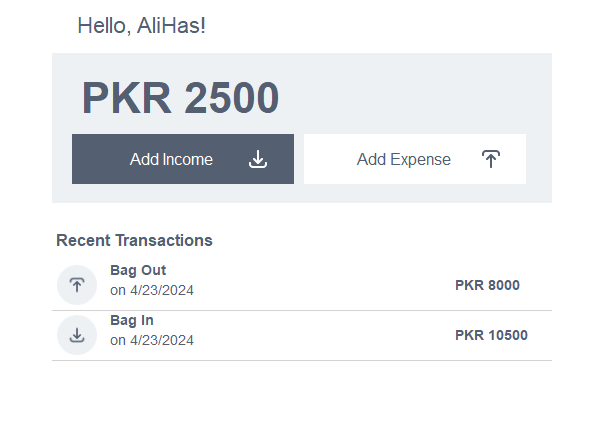 Hello, AliHas!
PKR 2500
Add Income
Add Expense
Recent Transactions
Bag Out
on 4/23/2024
PKR 8000
Bag In
on 4/23/2024
PKR 10500